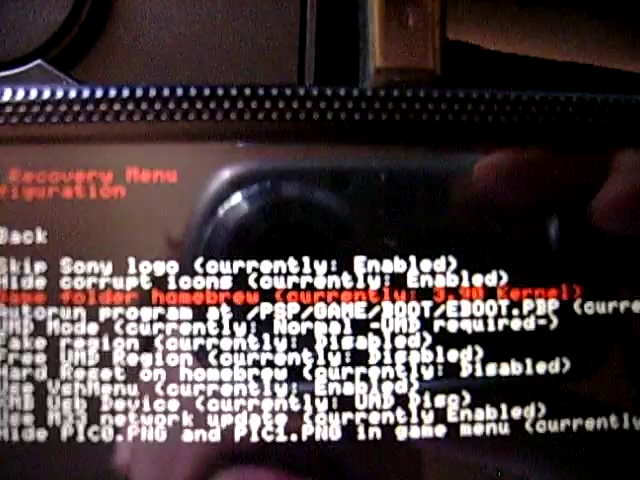 Recovery Menu
figuration
Back
Skip Sony logo (currently: Enabled)
Hide corrupt icons (currently: Enabled)
Game folder homebrew (currently: 3.90 Kernel)
Autorun program at /PSP/GAME/BOOT/EBOOT.PBP (curre
UMD Mode (currently: Normal -UMD required-)
Fake region (currently: Disabled)
Free UMD Region (currently: Disabled)
Hard Reset on homebrew (currently: Disabled)
Use VshMenu (currently: Enabled)
Usb Device (currently: UMD Disc)
network update (currently Enabled)
Hide PIC0.PNG and PIC1.PNG in game menu (currently